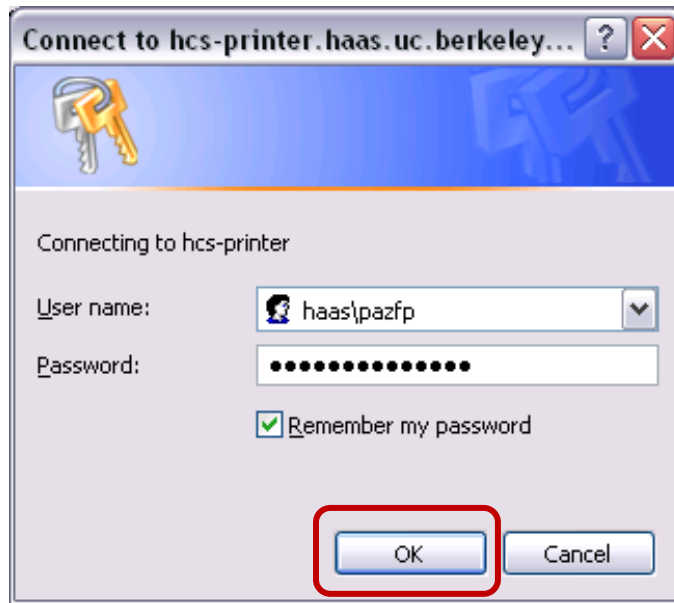 Connect to hcs-printer.haas.uc.berkeley...
Connecting to hcs-printer
User name: haas\pazfp
Password: ●●●●●●●●●●●●●●
Remember my password
OK Cancel